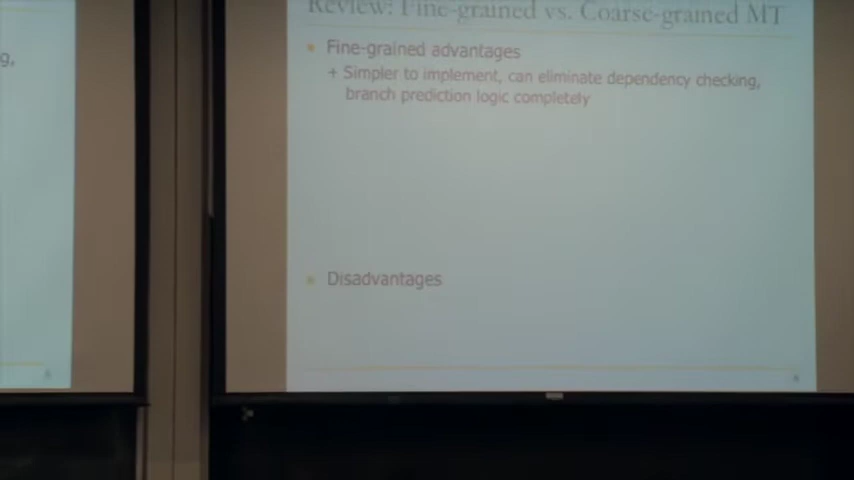 g,
Review: Fine-grained vs. Coarse-grained MT
Fine-grained advantages
+ Simpler to implement, can eliminate dependency checking,
branch prediction logic completely
Disadvantages